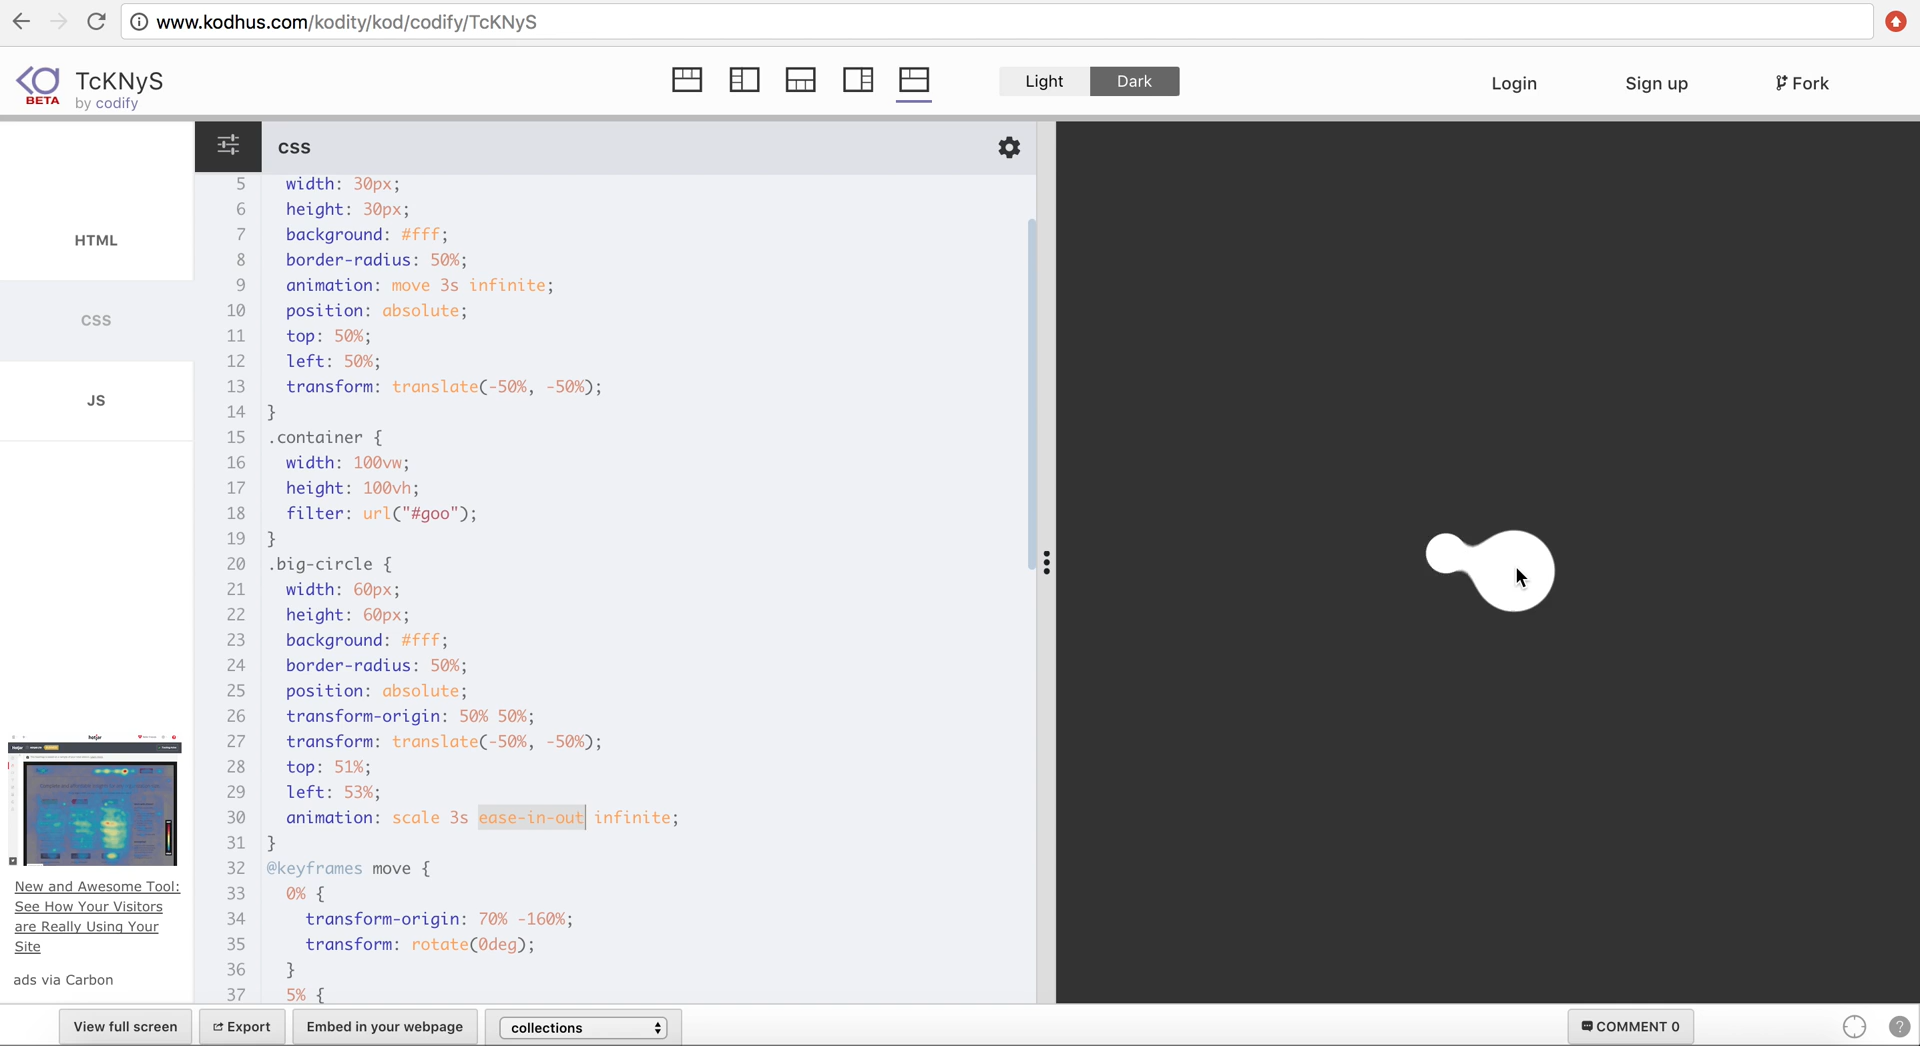 www.kodhus.com/kodity/kod/codify/TcKNyS
BETA
TcKNyS
by codify
Light
Dark
Login
Sign up
Fork
HTML
CSS
JS
CSS
5 width: 30px;
6 height: 30px;
7 background: #fff;
8 border-radius: 50%;
9 animation: move 3s infinite;
10 position: absolute;
11 top: 50%;
12 left: 50%;
13 transform: translate(-50%, -50%);
14 }
15 .container {
16 width: 100vw;
17 height: 100vh;
18 filter: url("#goo");
19 }
20 .big-circle {
21 width: 60px;
22 height: 60px;
23 background: #fff;
24 border-radius: 50%;
25 position: absolute;
26 transform-origin: 50% 50%;
27 transform: translate(-50%, -50%);
28 top: 51%;
29 left: 53%;
30 animation: scale 3s ease-in-out infinite;
31 }
32 @keyframes move {
33 0% {
34 transform-origin: 70% -160%;
35 transform: rotate(0deg);
36 }
37 5% {
hotjar
New and Awesome Tool:
See How Your Visitors
are Really Using Your
Site
ads via Carbon
View full screen
Export
Embed in your webpage
collections
COMMENT 0
?